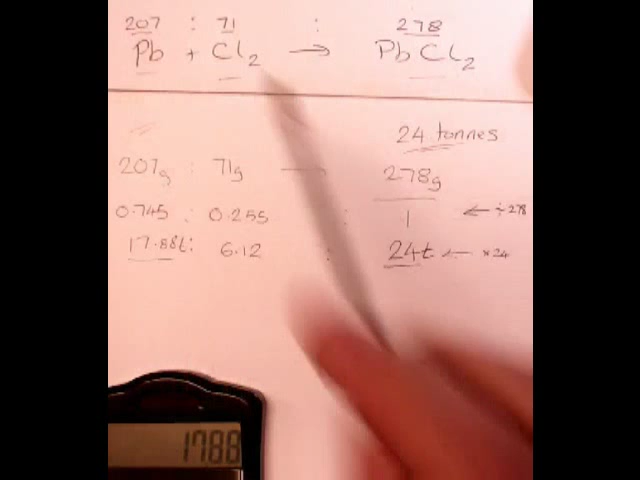 207 : 71 : 278
Pb + Cl2 → PbCl2
24 tonnes
207g : 71g — 278g
0.745 : 0.255 : 1 ← ÷278
17.88t : 6.12 : 24t ← ×24
1788